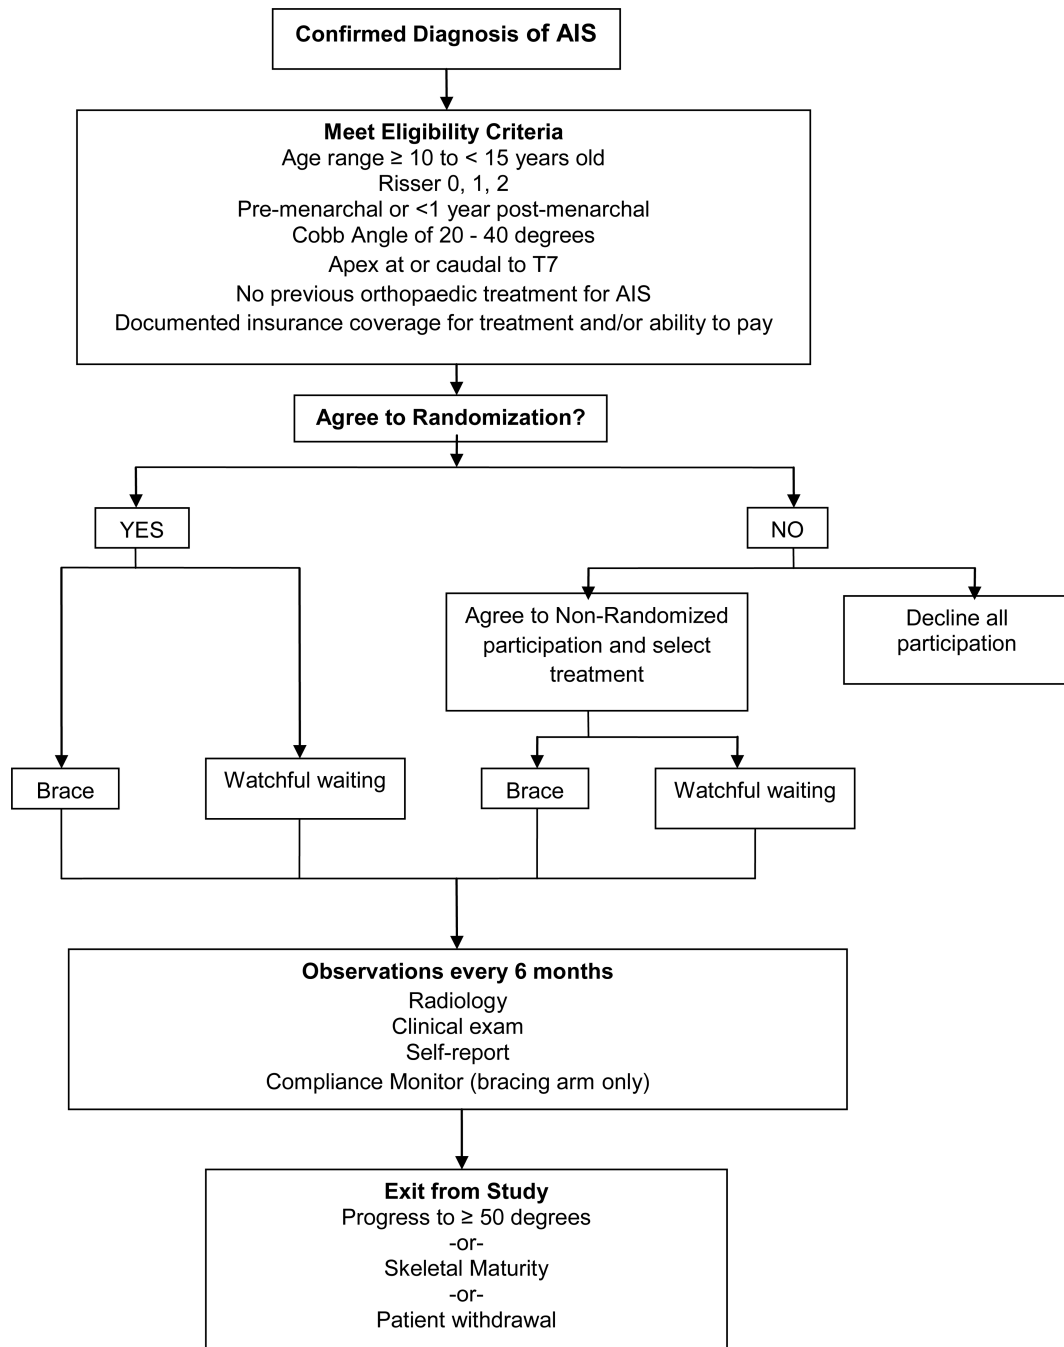 Confirmed Diagnosis of AIS
Meet Eligibility Criteria
Age range ≥ 10 to < 15 years old
Risser 0, 1, 2
Pre-menarchal or <1 year post-menarchal
Cobb Angle of 20 - 40 degrees
Apex at or caudal to T7
No previous orthopaedic treatment for AIS
Documented insurance coverage for treatment and/or ability to pay
Agree to Randomization?
YES
NO
Agree to Non-Randomized
participation and select
treatment
Decline all
participation
Brace
Watchful waiting
Brace
Watchful waiting
Observations every 6 months
Radiology
Clinical exam
Self-report
Compliance Monitor (bracing arm only)
Exit from Study
Progress to ≥ 50 degrees
-or-
Skeletal Maturity
-or-
Patient withdrawal